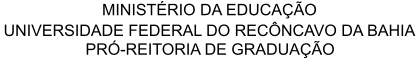 MINISTÉRIO DA EDUCAÇÃO
UNIVERSIDADE FEDERAL DO RECÔNCAVO DA BAHIA
PRÓ-REITORIA DE GRADUAÇÃO